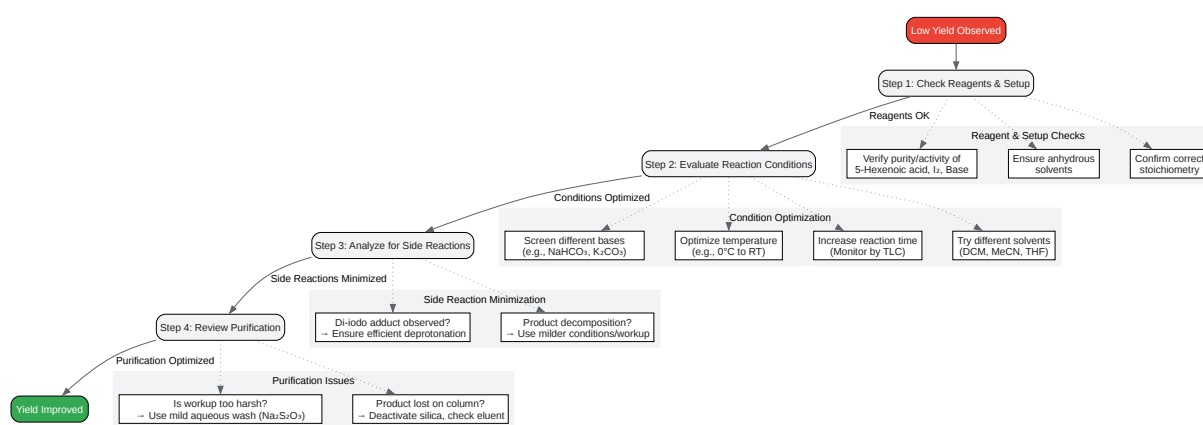 Low Yield Observed
Step 1: Check Reagents & Setup
Reagents OK
Reagent & Setup Checks
Verify purity/activity of
5-Hexenoic acid, I₂, Base
Ensure anhydrous
solvents
Confirm correct
stoichiometry
Step 2: Evaluate Reaction Conditions
Conditions Optimized
Condition Optimization
Screen different bases
(e.g., NaHCO₃, K₂CO₃)
Optimize temperature
(e.g., 0°C to RT)
Increase reaction time
(Monitor by TLC)
Try different solvents
(DCM, MeCN, THF)
Step 3: Analyze for Side Reactions
Side Reactions Minimized
Side Reaction Minimization
Di-iodo adduct observed?
→ Ensure efficient deprotonation
Product decomposition?
→ Use milder conditions/workup
Step 4: Review Purification
Purification Optimized
Purification Issues
Is workup too harsh?
→ Use mild aqueous wash (Na₂S₂O₃)
Product lost on column?
→ Deactivate silica, check eluent
Yield Improved